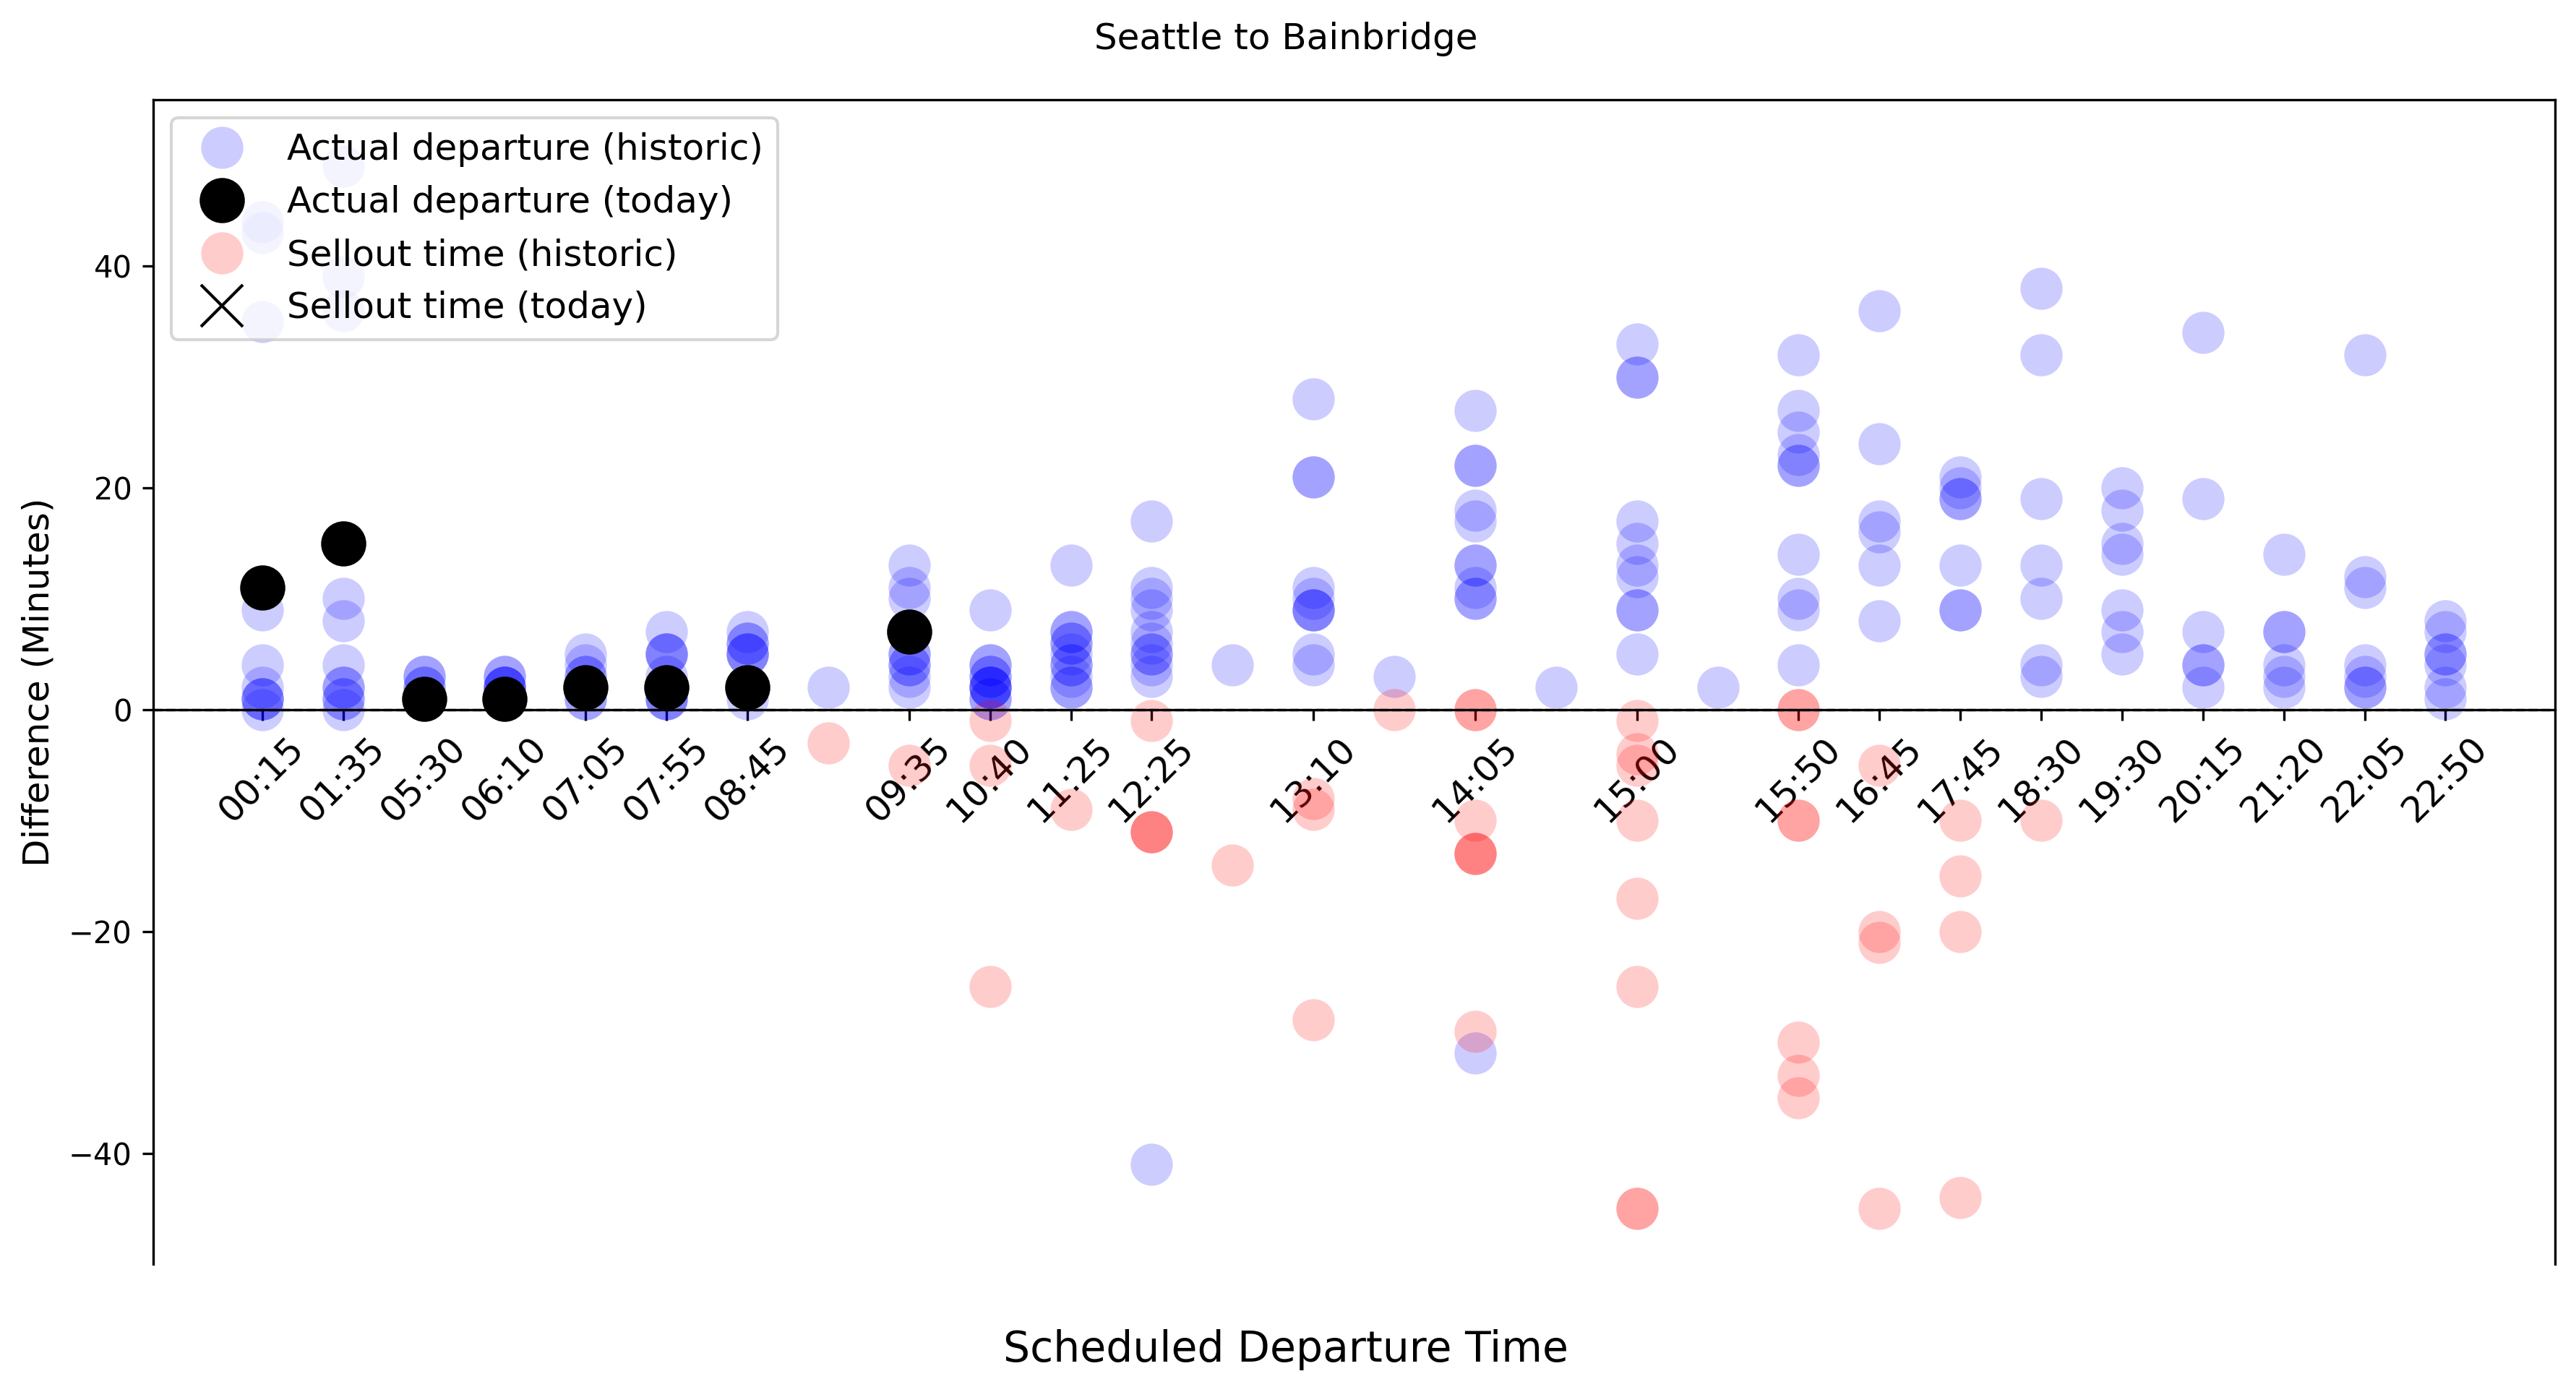 Seattle to Bainbridge
Actual departure (historic)
Actual departure (today)
Sellout time (historic)
Sellout time (today)
Difference (Minutes)
40
20
0
−20
−40
00:15 01:35 05:30 06:10 07:05 07:55 08:45 09:35 10:40 11:25 12:25 13:10 14:05 15:00 15:50 16:45 17:45 18:30 19:30 20:15 21:20 22:05 22:50
Scheduled Departure Time